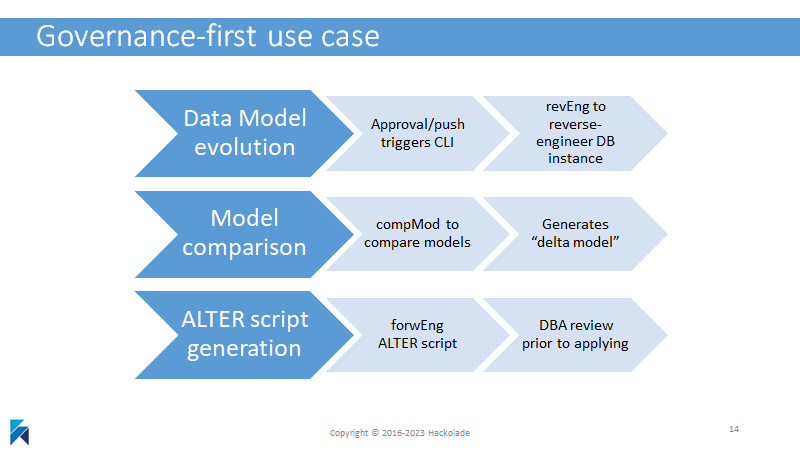 Governance-first use case
Data Model
evolution
Approval/push
triggers CLI
revEng to
reverse-
engineer DB
instance
Model
comparison
compMod to
compare models
Generates
“delta model”
ALTER script
generation
forwEng
ALTER script
DBA review
prior to applying
Copyright © 2016-2023 Hackolade
14